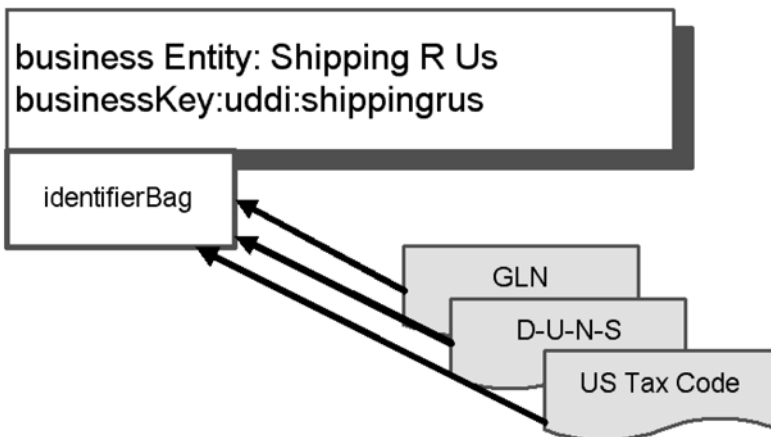 business Entity: Shipping R Us
businessKey:uddi:shippingrus
identifierBag
GLN
D-U-N-S
US Tax Code